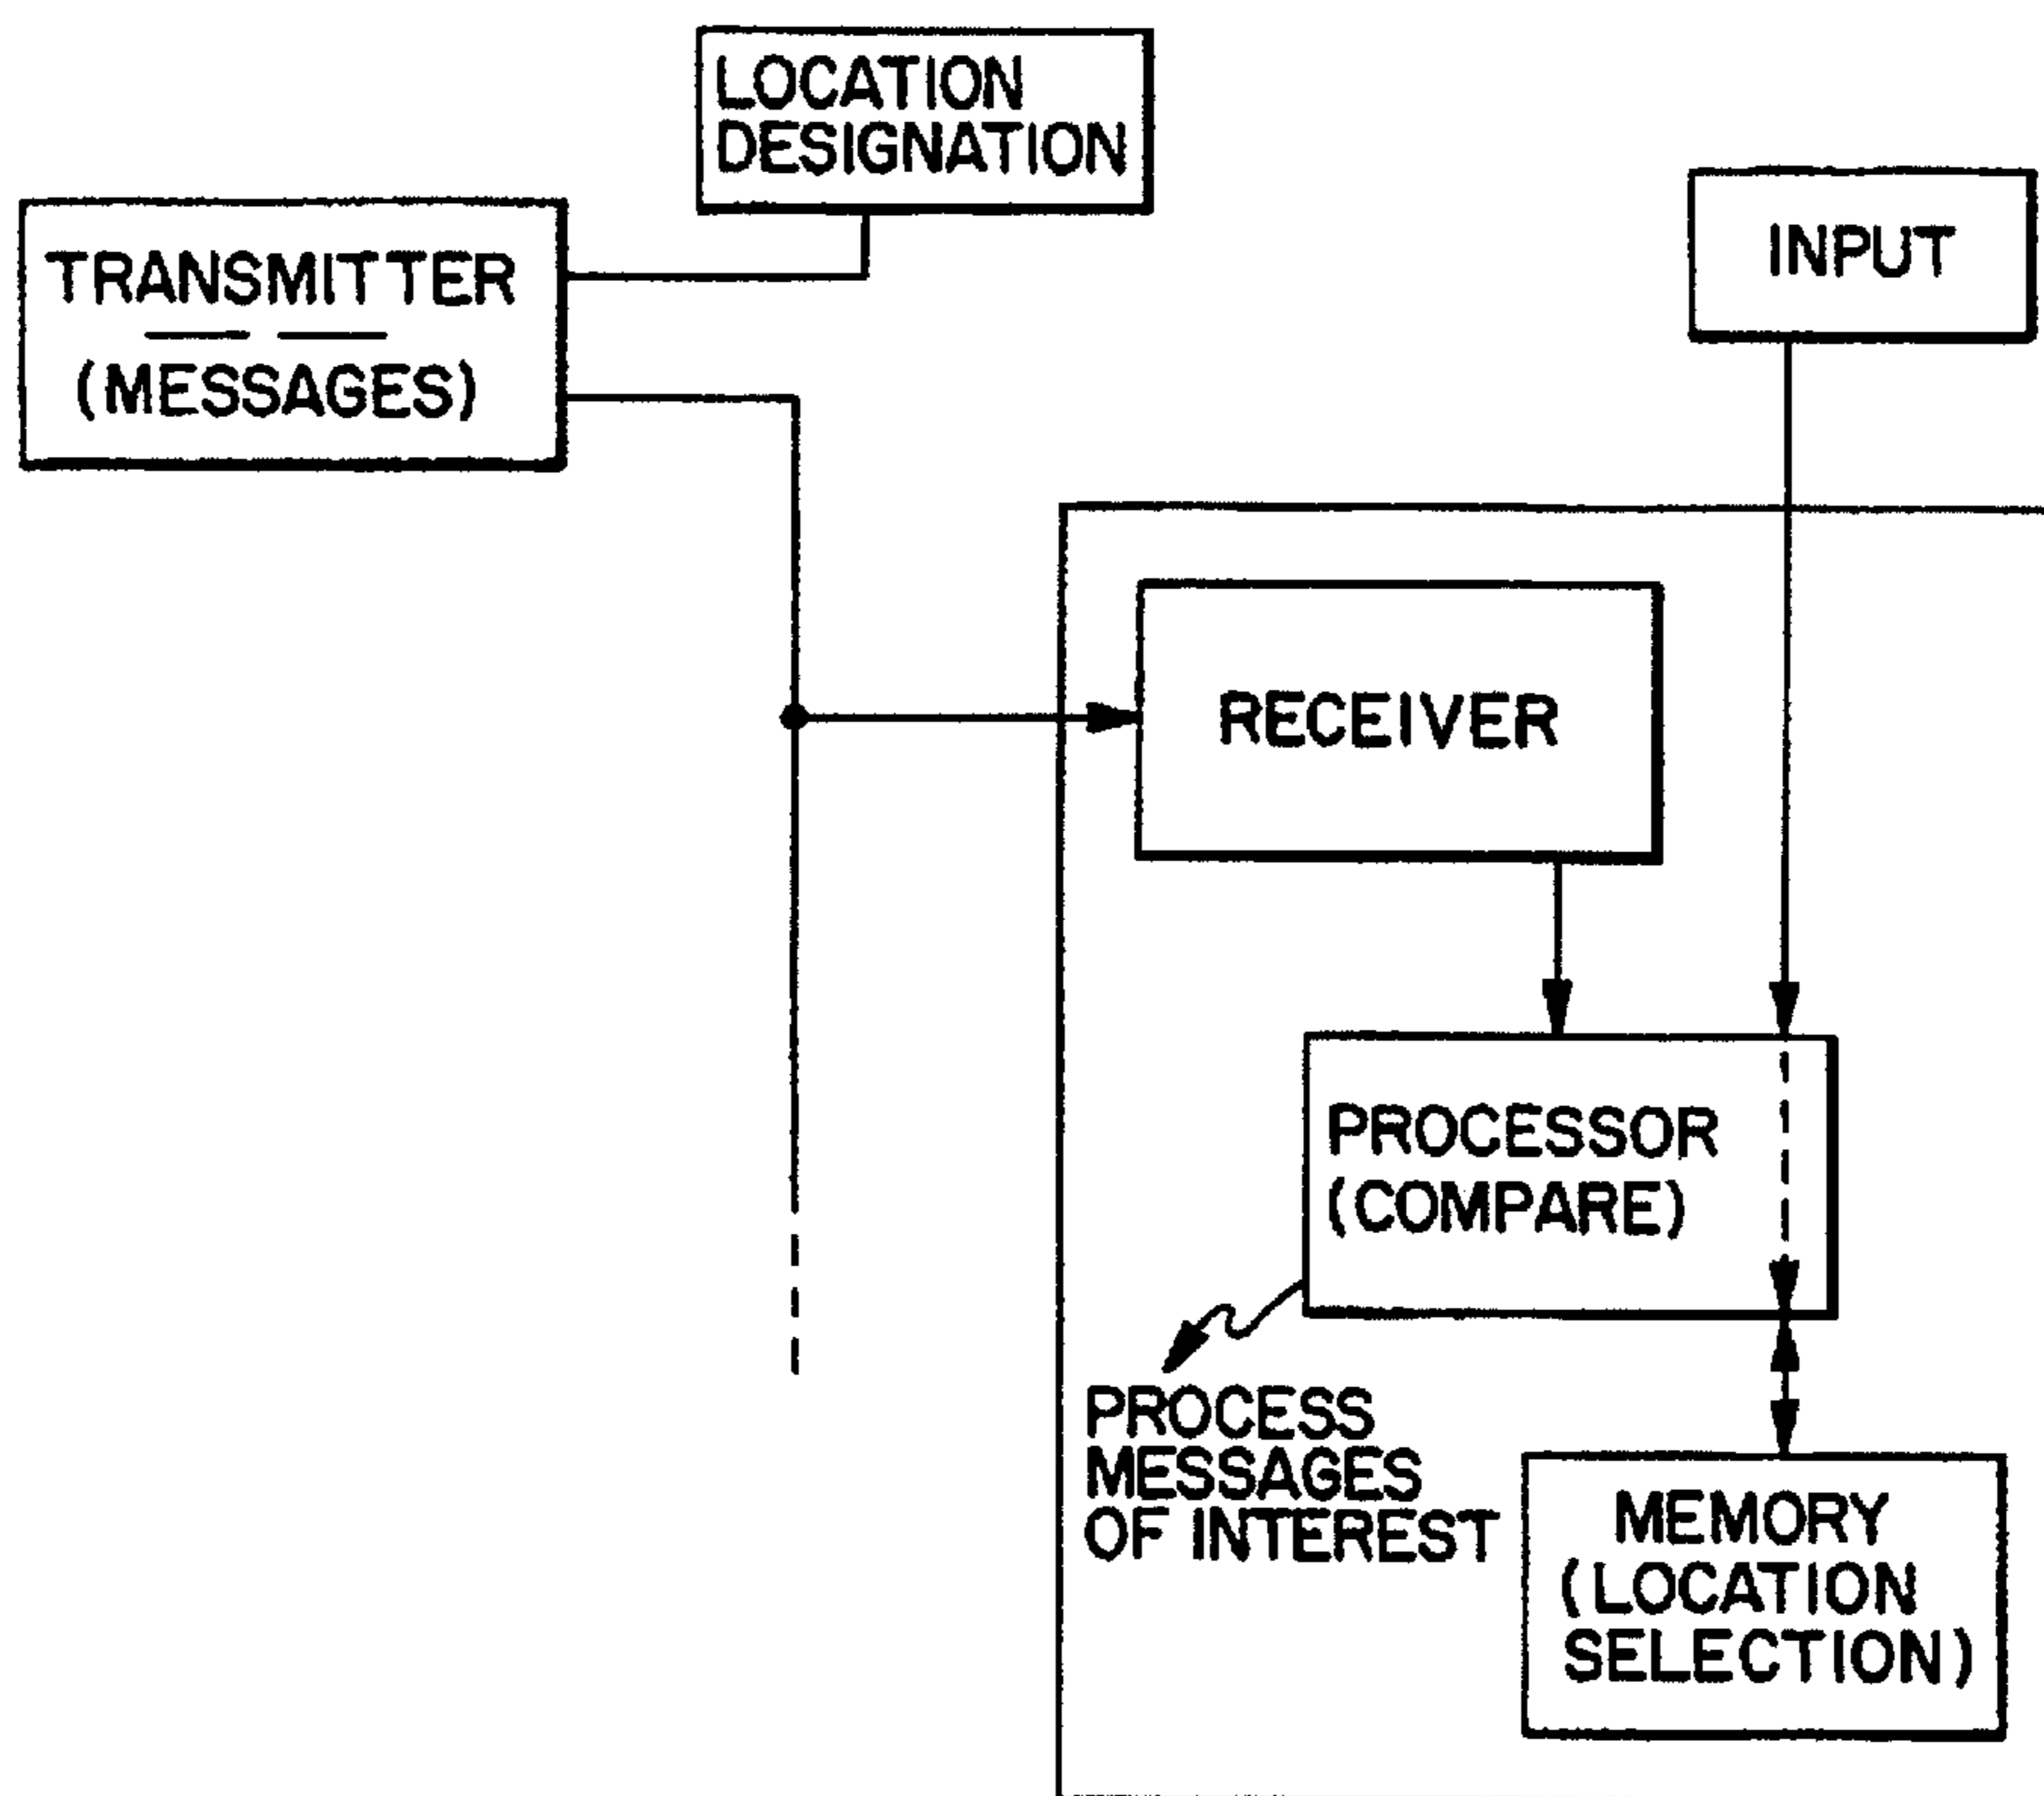 LOCATION
DESIGNATION
TRANSMITTER
(MESSAGES)
INPUT
RECEIVER
PROCESSOR
(COMPARE)
PROCESS
MESSAGES
OF INTEREST
MEMORY
(LOCATION
SELECTION)